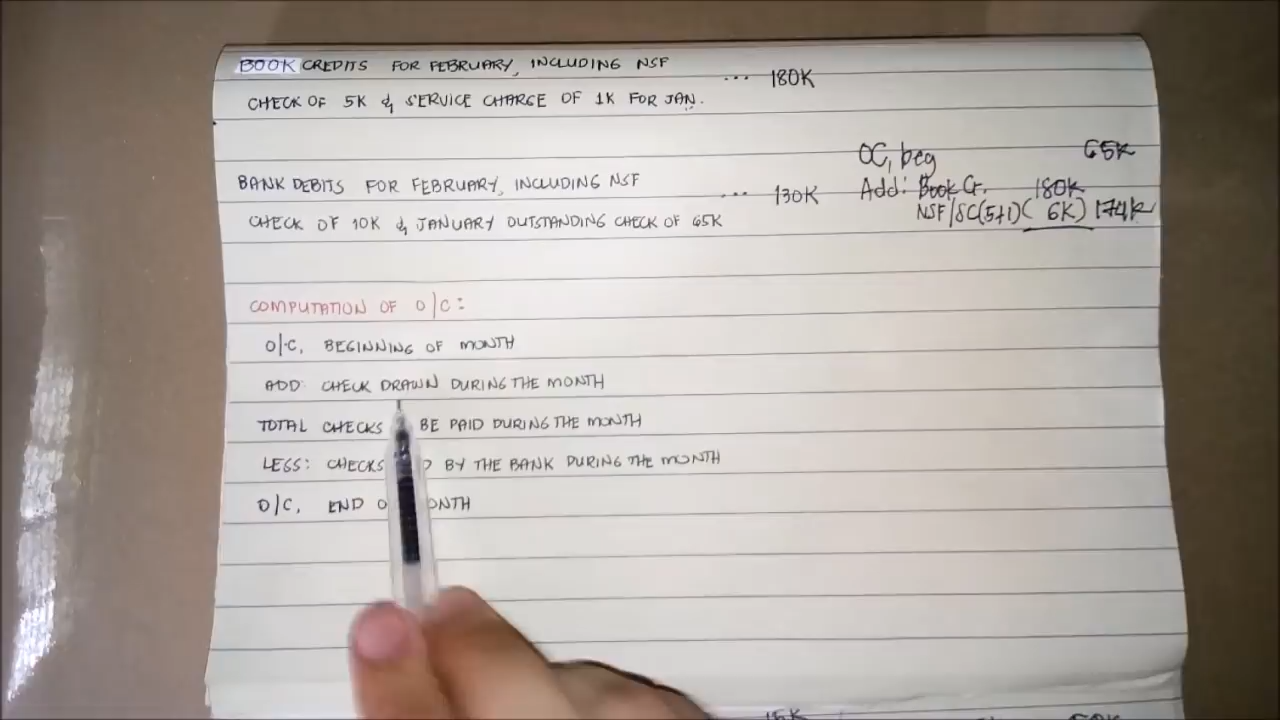 BOOK CREDITS FOR FEBRUARY, INCLUDING NSF
CHECK OF 5K & SERVICE CHARGE OF 1K FOR JAN.
... 180K
BANK DEBITS FOR FEBRUARY, INCLUDING NSF
CHECK OF 10K & JANUARY OUTSTANDING CHECK OF 65K
... 130K
OC, beg 65K
Add: Book Cr. 180K
NSF/SC(5+1) ( 6K) 174K
COMPUTATION OF O/C:
O/C, BEGINNING OF MONTH
ADD: CHECK DRAWN DURING THE MONTH
TOTAL CHECKS BE PAID DURING THE MONTH
LESS: CHECKS BY THE BANK DURING THE MONTH
O/C, END